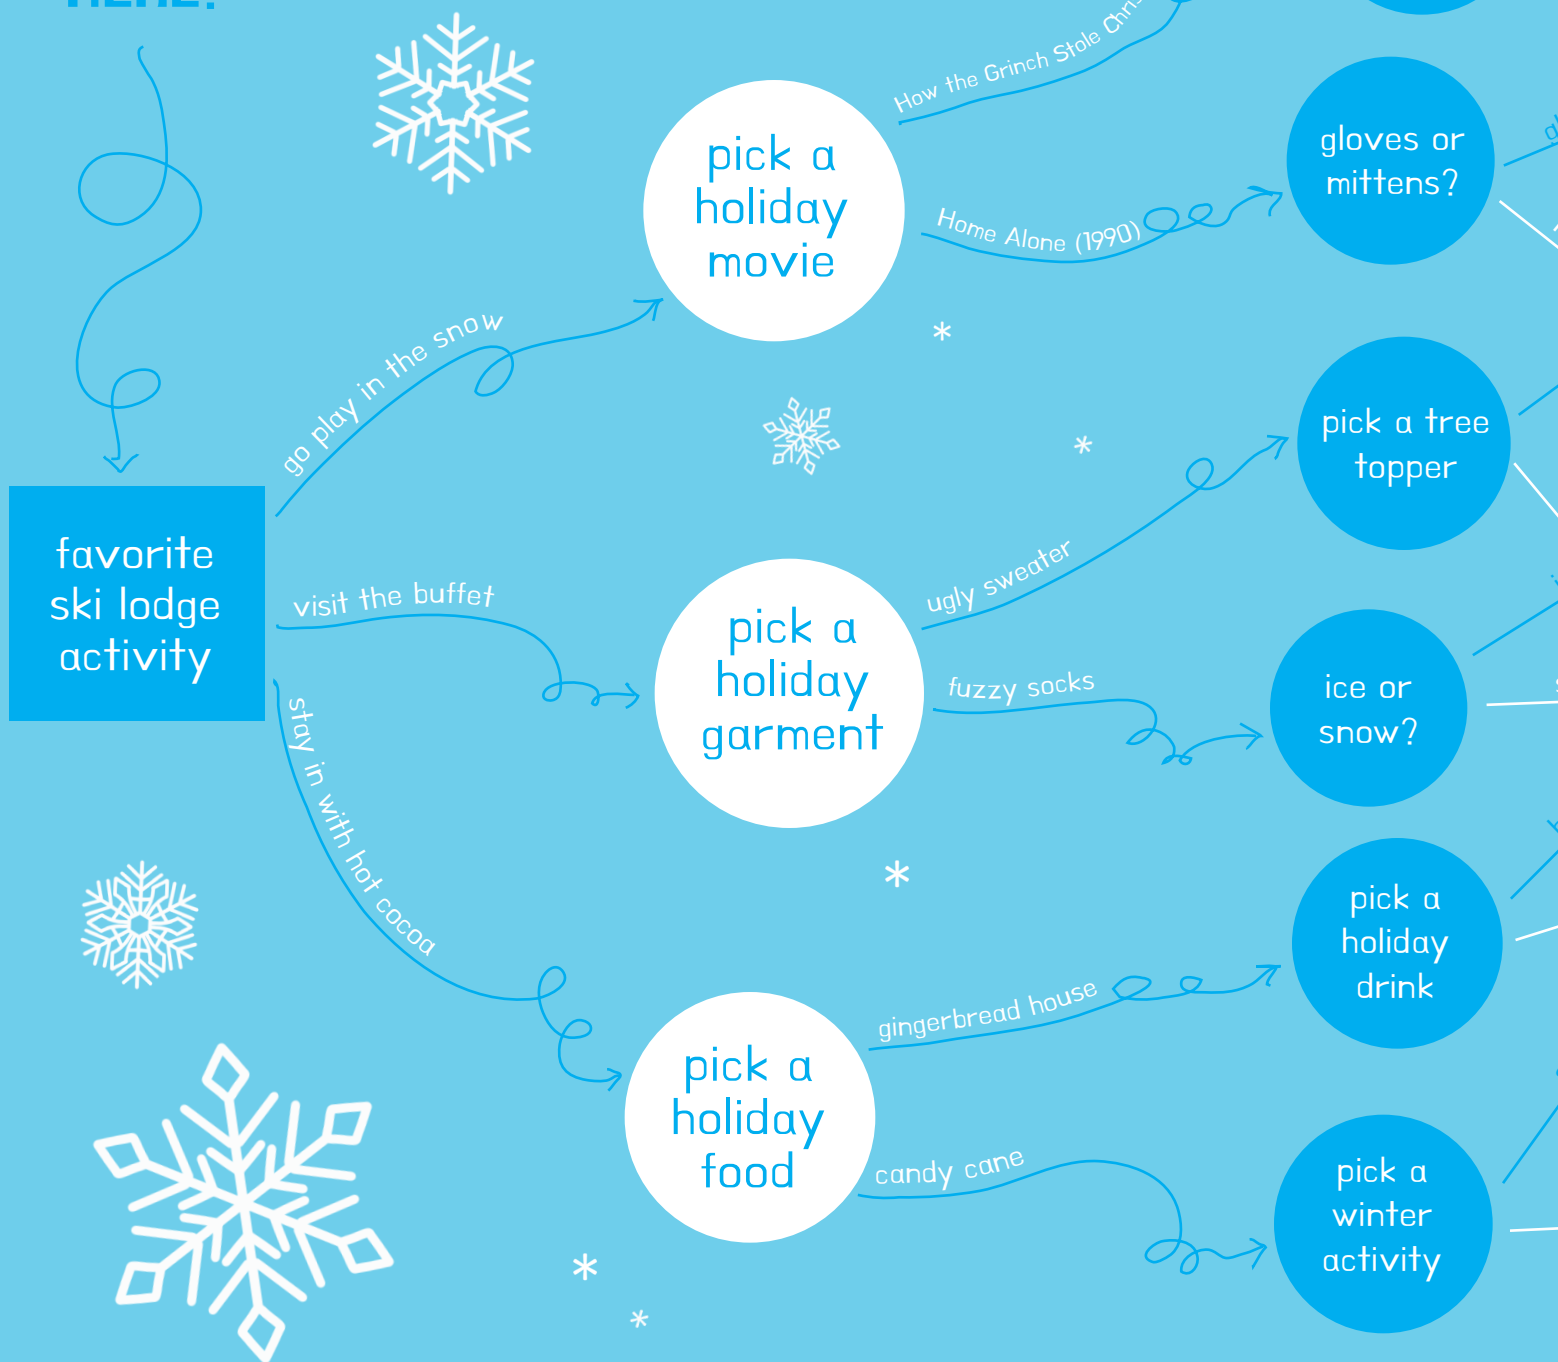 HERE!
How the Grinch Stole
pick a
holiday
movie
Home Alone (1990)
gloves or
mittens?
go play in the snow
pick a tree
topper
favorite
ski lodge
activity
visit the buffet
ugly sweater
pick a
holiday
garment
fuzzy socks
ice or
snow?
stay in with hot cocoa
pick a
holiday
drink
gingerbread house
pick a
holiday
food
candy cane
pick a
winter
activity